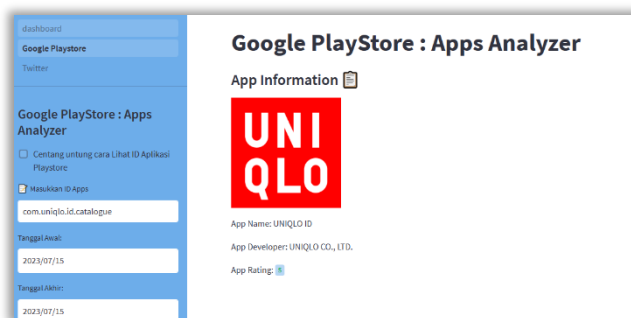 dashboard
Google Playstore
Twitter
Google PlayStore : Apps
Analyzer
Centang untung cara Lihat ID Aplikasi
Playstore
Masukkan ID Apps
com.uniqlo.id.catalogue
Tanggal Awal:
2023/07/15
Tanggal Akhir:
2023/07/15
Google PlayStore : Apps Analyzer
App Information
UNI
QLO
App Name: UNIQLO ID
App Developer: UNIQLO CO., LTD.
App Rating: